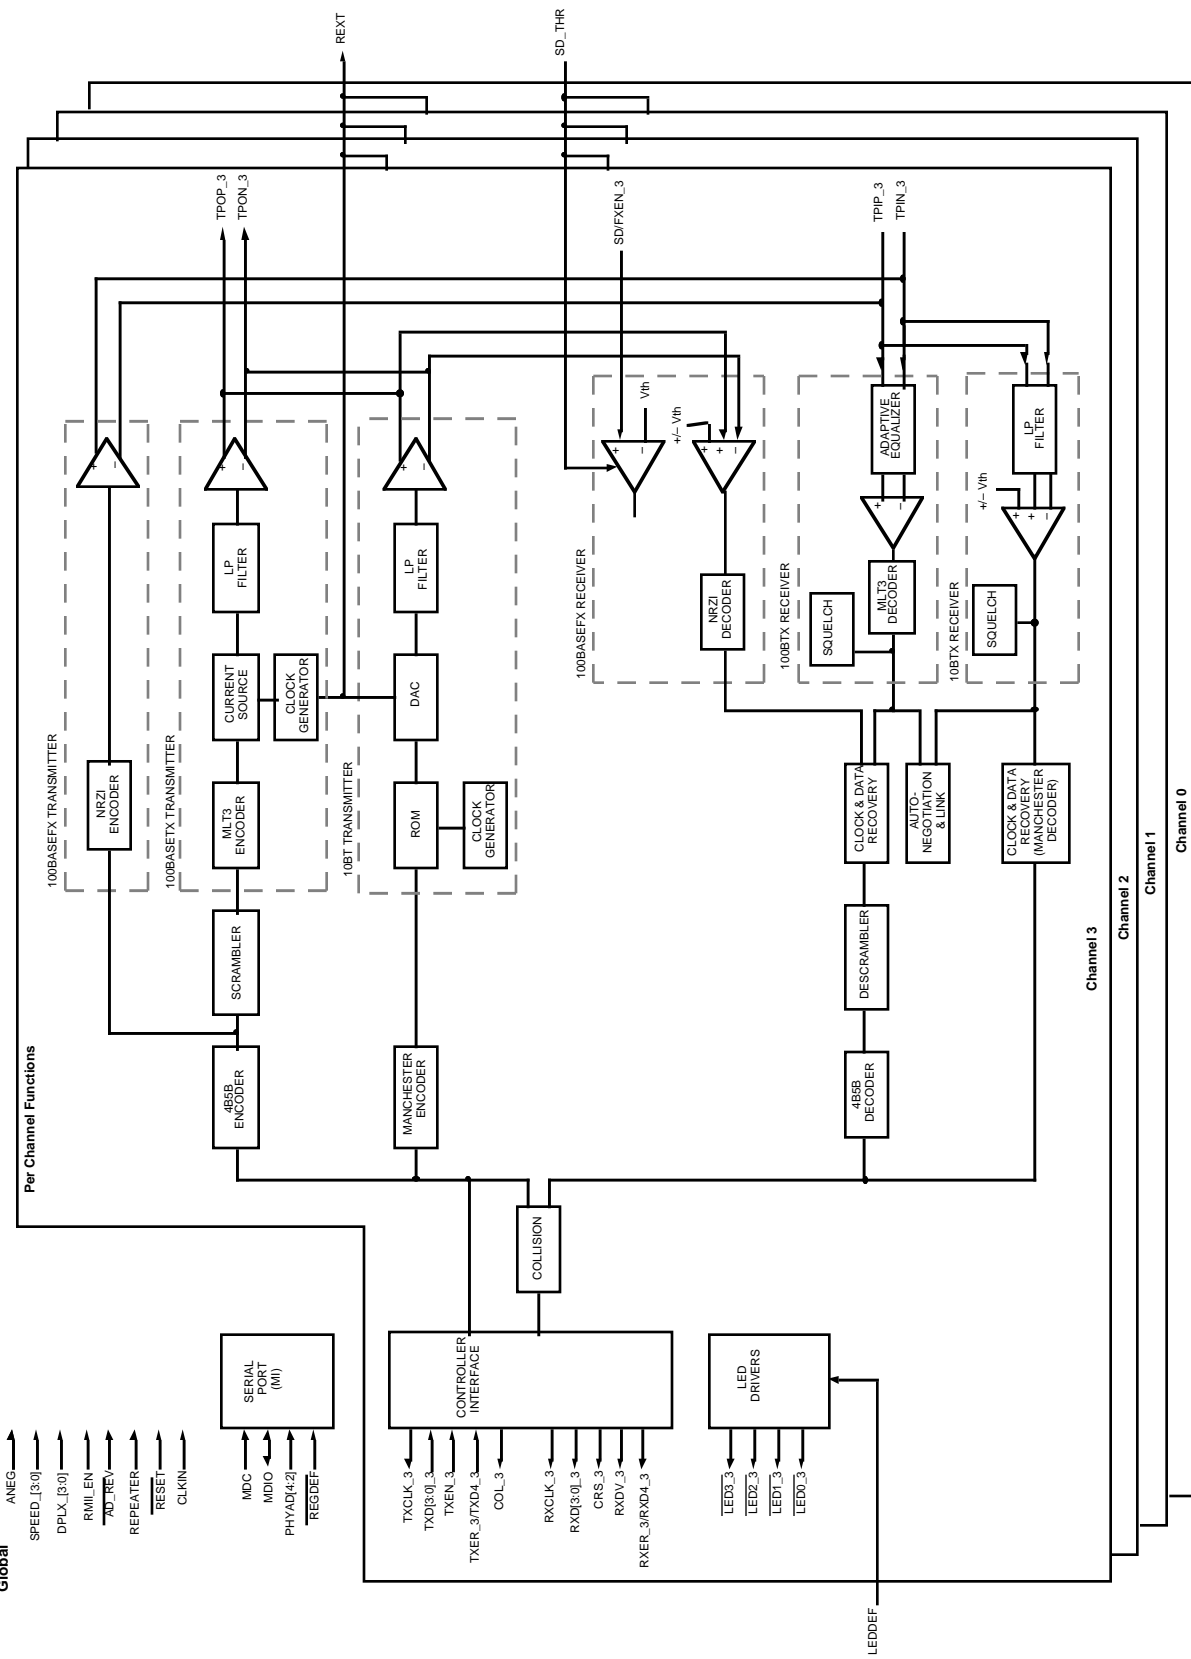 Global
ANEG
SPEED_[3:0]
DPLX_[3:0]
RMII_EN
AD_REV
REPEATER
RESET
CLKIN
MDC
MDIO
PHYAD[4:2]
REGDEF
SERIAL
PORT
(MI)
TXCLK_3
TXD[3:0]_3
TXEN_3
TXER_3/TXD4_3
COL_3
RXCLK_3
RXD[3:0]_3
CRS_3
RXDV_3
RXER_3/RXD4_3
CONTROLLER
INTERFACE
LED3_3
LED2_3
LED1_3
LED0_3
LED
DRIVERS
LEDDEF
COLLISION
Per Channel Functions
4B5B
ENCODER
SCRAMBLER
MANCHESTER
ENCODER
100BASEFX TRANSMITTER
NRZI
ENCODER
+
–
100BASETX TRANSMITTER
MLT3
ENCODER
CURRENT
SOURCE
CLOCK
GENERATOR
LP
FILTER
+
–
TPOP_3
TPON_3
10BT TRANSMITTER
ROM
CLOCK
GENERATOR
DAC
LP
FILTER
+
–
REXT
SD_THR
SD/FXEN_3
100BASEFX RECEIVER
+
–
Vth
+/– Vth
+
+
–
NRZI
DECODER
TPIP_3
TPIN_3
100BTX RECEIVER
ADAPTIVE
EQUALIZER
+
–
MLT3
DECODER
SQUELCH
10BTX RECEIVER
LP
FILTER
+/– Vth
+
+
–
SQUELCH
CLOCK & DATA
RECOVERY
AUTO-
NEGOTIATION
& LINK
CLOCK & DATA
RECOVERY
(MANCHESTER
DECODER)
DESCRAMBLER
4B5B
DECODER
Channel 3
Channel 2
Channel 1
Channel 0